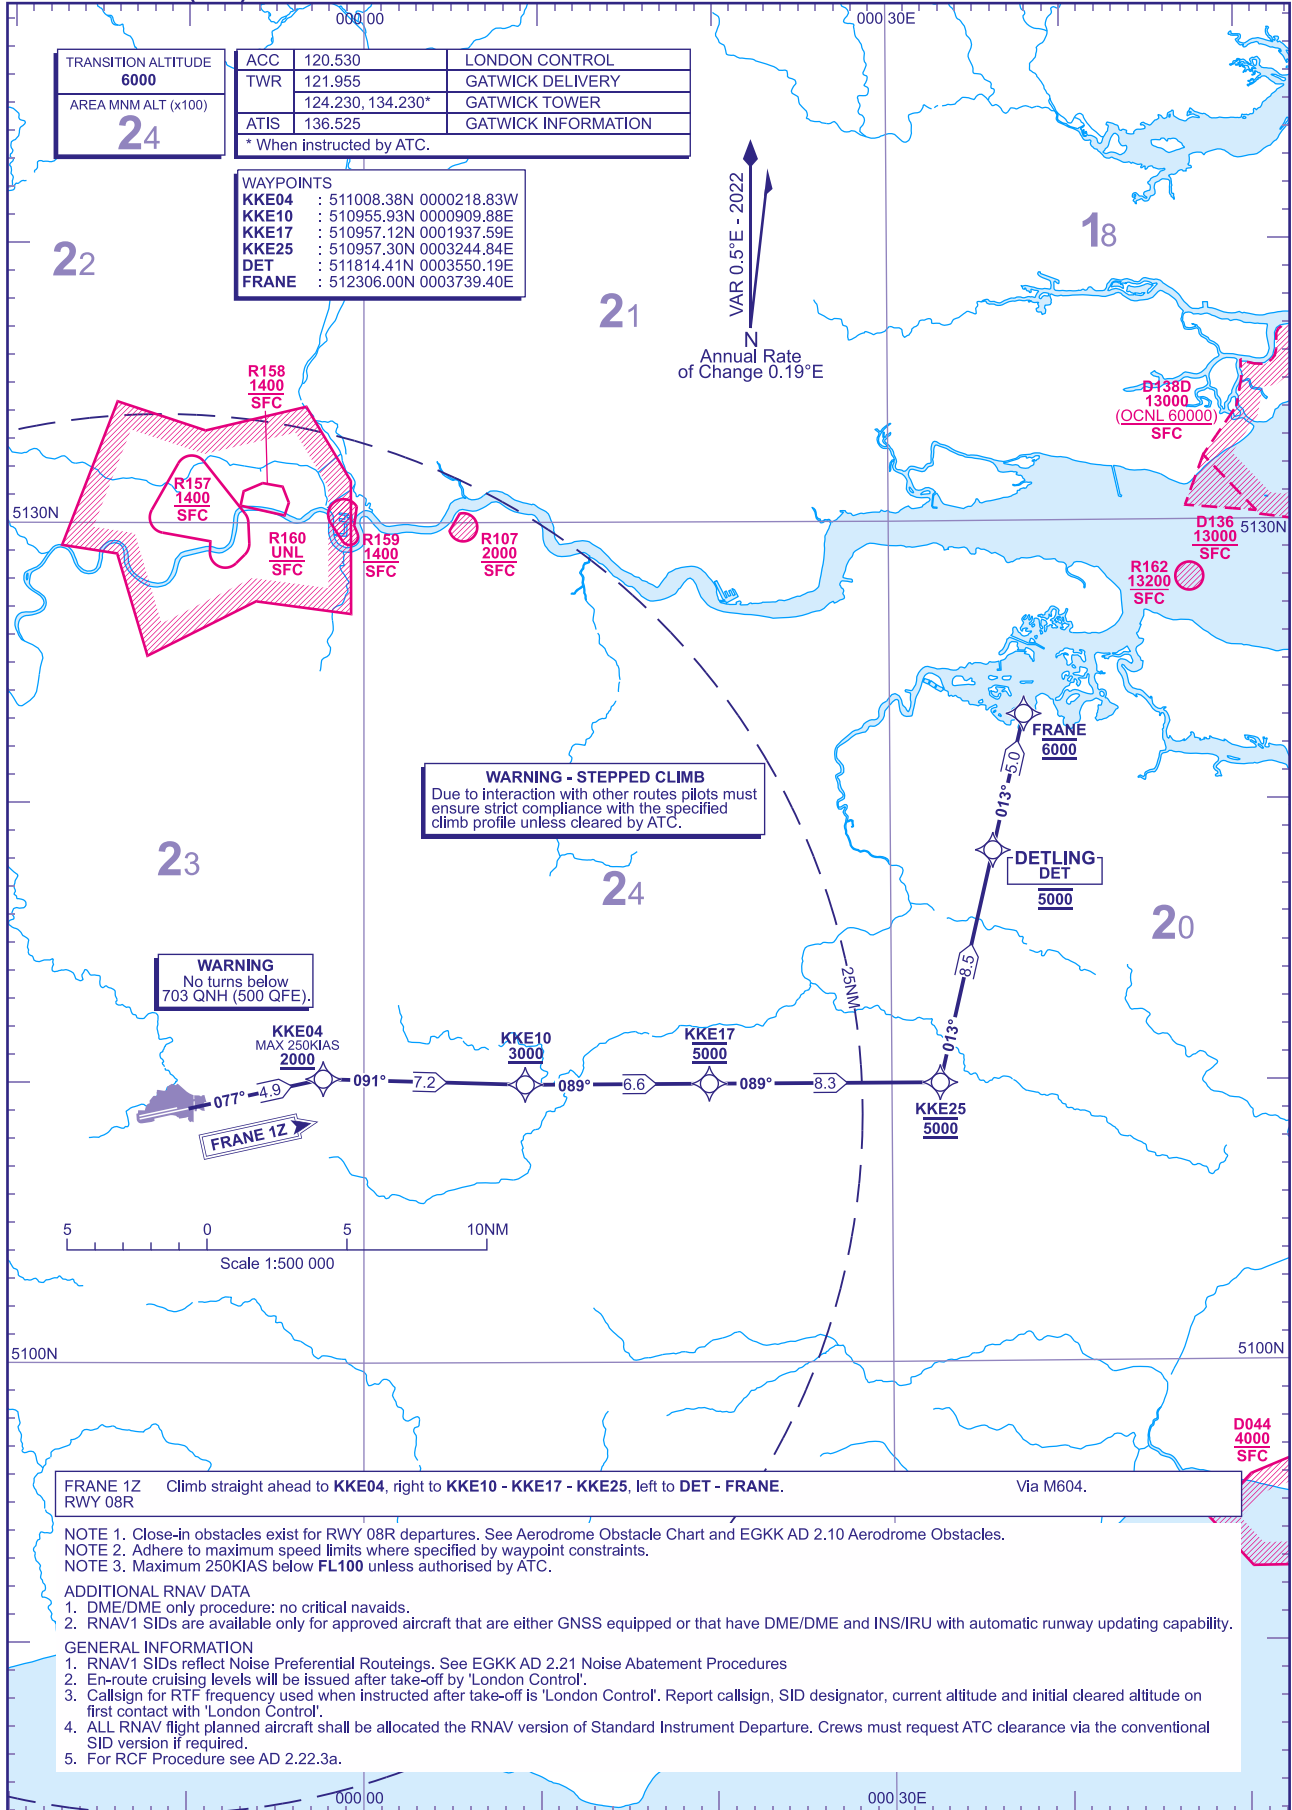 000 00
000 30E
TRANSITION ALTITUDE
6000
AREA MNM ALT (x100)
24
ACC 120.530 LONDON CONTROL
TWR 121.955 GATWICK DELIVERY
124.230, 134.230* GATWICK TOWER
ATIS 136.525 GATWICK INFORMATION
* When instructed by ATC.
WAYPOINTS
KKE04 : 511008.38N 0000218.83W
KKE10 : 510955.93N 0000909.88E
KKE17 : 510957.12N 0001937.59E
KKE25 : 510957.30N 0003244.84E
DET : 511814.41N 0003550.19E
FRANE : 512306.00N 0003739.40E
VAR 0.5°E - 2022
N
Annual Rate
of Change 0.19°E
22
21
18
R158
1400
SFC
D138D
13000
(OCNL 60000)
SFC
R157
1400
SFC
5130N
5130N
R160
UNL
SFC
R159
1400
SFC
R107
2000
SFC
D136
13000
SFC
R162
13200
SFC
FRANE
6000
5.0
013°
WARNING - STEPPED CLIMB
Due to interaction with other routes pilots must
ensure strict compliance with the specified
climb profile unless cleared by ATC.
23
24
DETLING
DET
5000
20
8.5
013°
25NM
WARNING
No turns below
703 QNH (500 QFE).
KKE04
MAX 250KIAS
2000
KKE10
3000
KKE17
5000
077°
4.9
091°
7.2
089°
6.6
089°
8.3
KKE25
5000
FRANE 1Z
5 0 5 10NM
Scale 1:500 000
5100N
5100N
D044
4000
SFC
FRANE 1Z Climb straight ahead to KKE04, right to KKE10 - KKE17 - KKE25, left to DET - FRANE. Via M604.
RWY 08R
NOTE 1. Close-in obstacles exist for RWY 08R departures. See Aerodrome Obstacle Chart and EGKK AD 2.10 Aerodrome Obstacles.
NOTE 2. Adhere to maximum speed limits where specified by waypoint constraints.
NOTE 3. Maximum 250KIAS below FL100 unless authorised by ATC.
ADDITIONAL RNAV DATA
1. DME/DME only procedure: no critical navaids.
2. RNAV1 SIDs are available only for approved aircraft that are either GNSS equipped or that have DME/DME and INS/IRU with automatic runway updating capability.
GENERAL INFORMATION
1. RNAV1 SIDs reflect Noise Preferential Routeings. See EGKK AD 2.21 Noise Abatement Procedures
2. En-route cruising levels will be issued after take-off by 'London Control'.
3. Callsign for RTF frequency used when instructed after take-off is 'London Control'. Report callsign, SID designator, current altitude and initial cleared altitude on
first contact with 'London Control'.
4. ALL RNAV flight planned aircraft shall be allocated the RNAV version of Standard Instrument Departure. Crews must request ATC clearance via the conventional
SID version if required.
5. For RCF Procedure see AD 2.22.3a.
000 00
000 30E